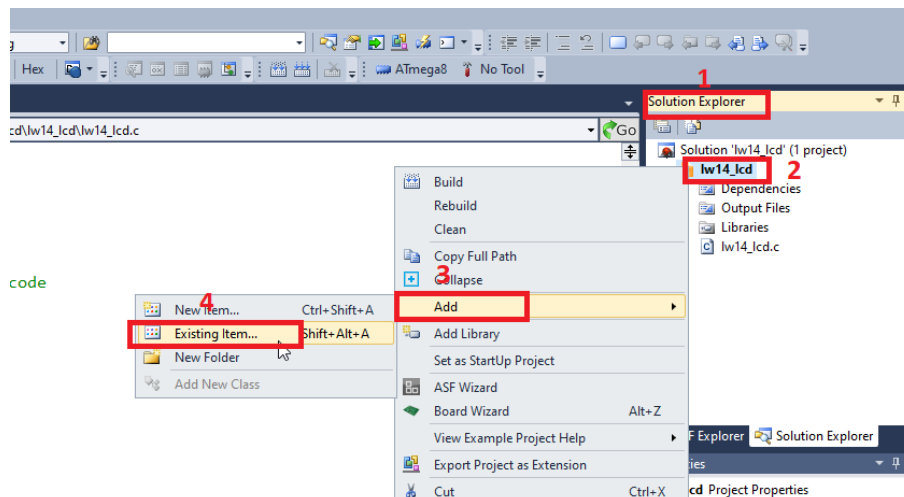 Hex
ATmega8
No Tool
1
Solution Explorer
cd\lw14_lcd\lw14_lcd.c
Go
Solution 'lw14_lcd' (1 project)
lw14_lcd
2
Dependencies
Output Files
Libraries
lw14_lcd.c
code
Build
Rebuild
Clean
Copy Full Path
3
Collapse
Add
Add Library
Set as StartUp Project
ASF Wizard
Board Wizard Alt+Z
View Example Project Help
Export Project as Extension
Cut Ctrl+X
4
New Item... Ctrl+Shift+A
Existing Item... Shift+Alt+A
New Folder
Add New Class
F Explorer
Solution Explorer
ies
cd Project Properties